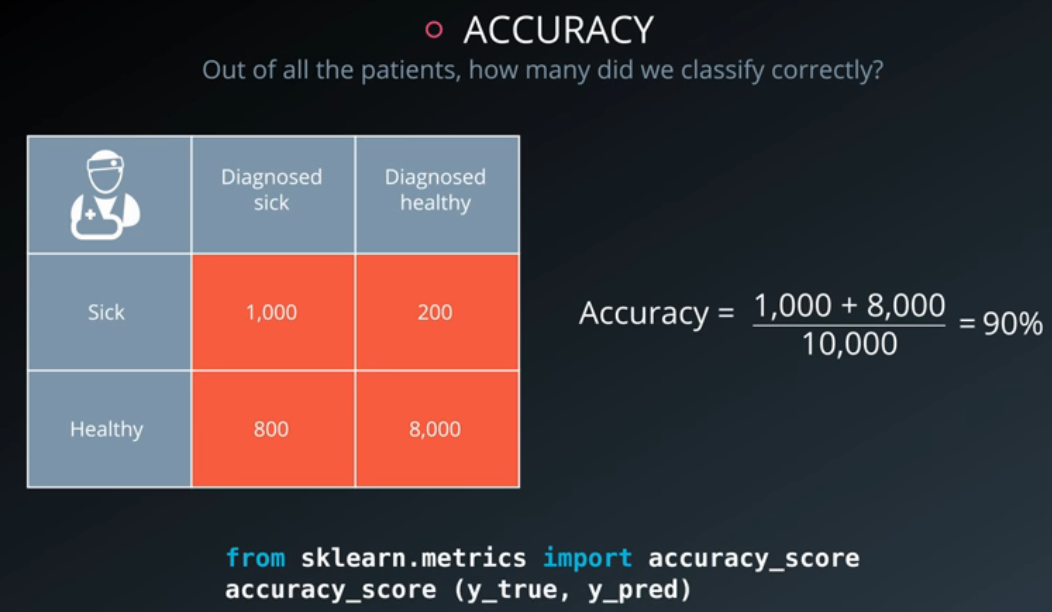 ACCURACY
Out of all the patients, how many did we classify correctly?
Diagnosed
sick
Diagnosed
healthy
Sick
1,000
200
Healthy
800
8,000
Accuracy = 1,000 + 8,000
10,000
= 90%
from sklearn.metrics import accuracy_score
accuracy_score (y_true, y_pred)